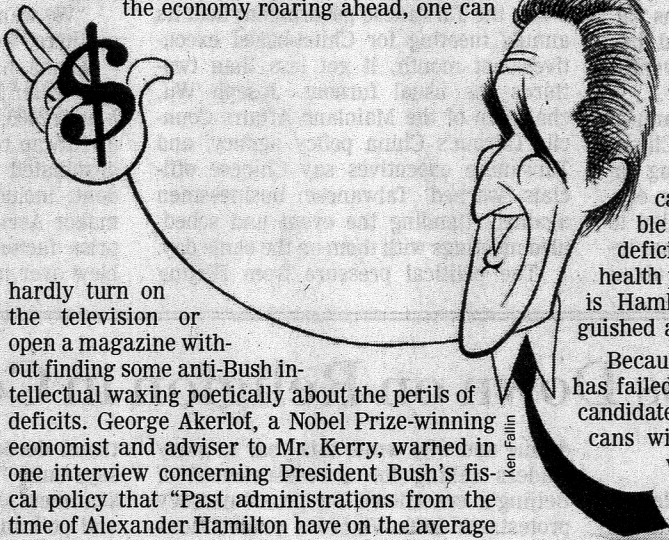 the economy roaring ahead, one can
$
hardly turn on
the television or
open a magazine with-
out finding some anti-Bush in-
tellectual waxing poetically about the perils of
deficits. George Akerlof, a Nobel Prize-winning
economist and adviser to Mr. Kerry, warned in
one interview concerning President Bush's fis-
cal policy that “Past administrations from the
time of Alexander Hamilton have on the average
Ken Fallin
ca
ble
defici
health
is Haml
guished a
Becau
has failed
candidate
cans wi